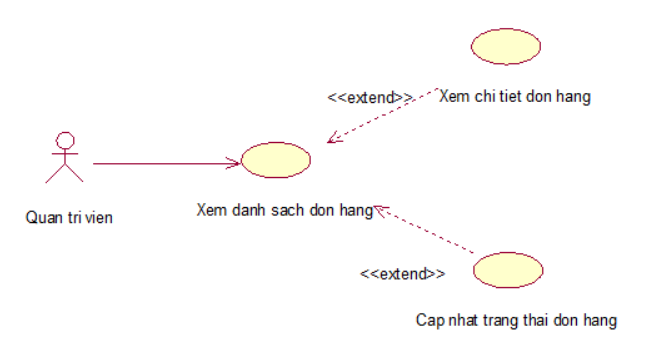 <<extend>>
Xem chi tiet don hang
Quan tri vien
Xem danh sach don hang
<<extend>>
Cap nhat trang thai don hang